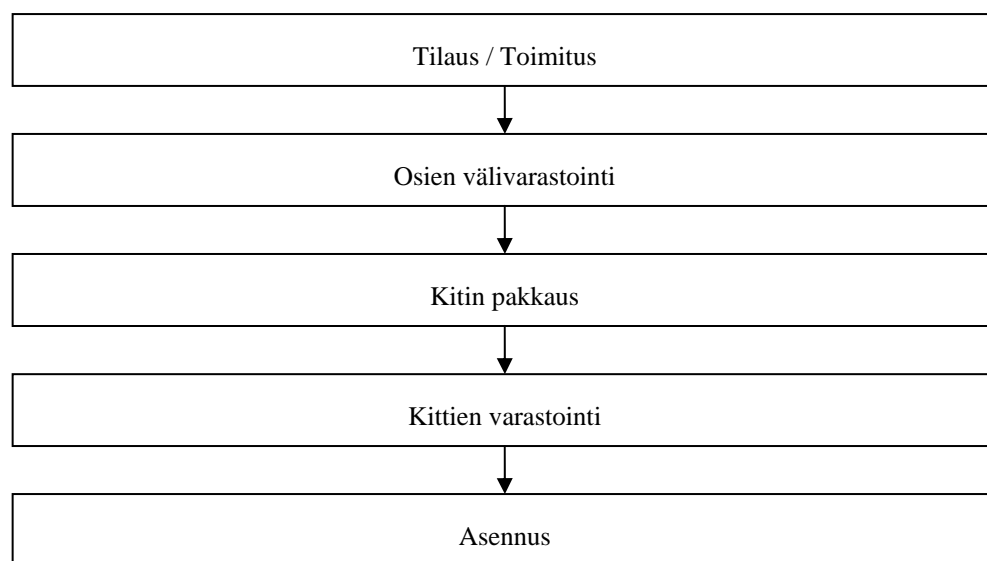 Tilaus / Toimitus
Osien välivarastointi
Kitin pakkaus
Kittien varastointi
Asennus